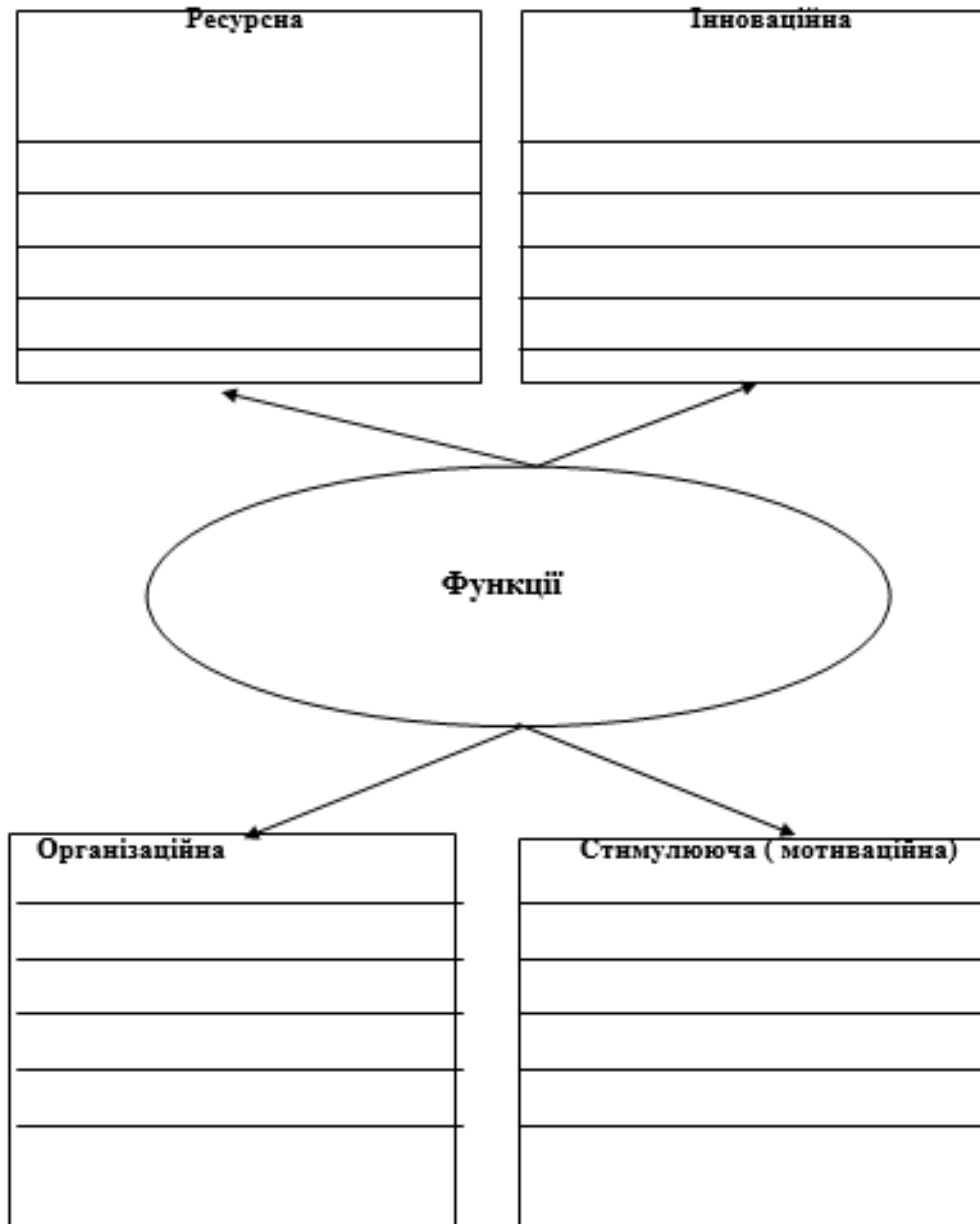 Ресурсна
Інноваційна
Функції
Організаційна
Стимулююча ( мотиваційна)